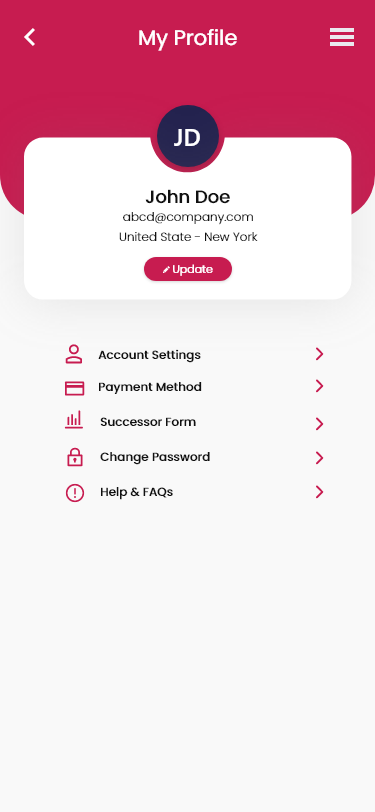 My Profile
JD
John Doe
abcd@company.com
United State - New York
Update
Account Settings
Payment Method
Successor Form
Change Password
Help & FAQs